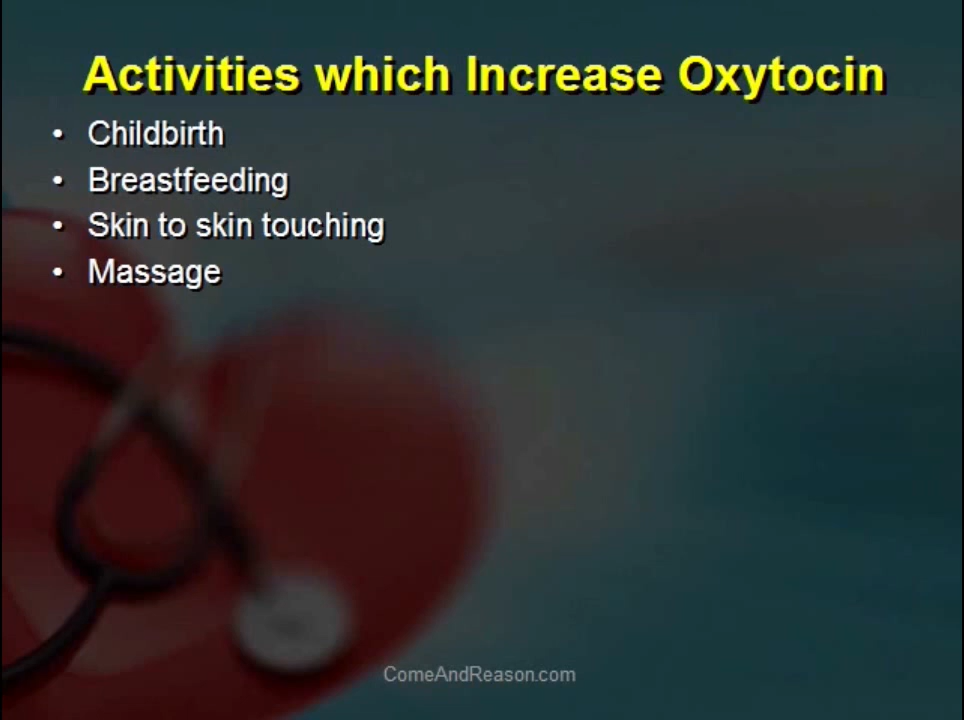 Activities which Increase Oxytocin
• Childbirth
• Breastfeeding
• Skin to skin touching
• Massage
ComeAndReason.com